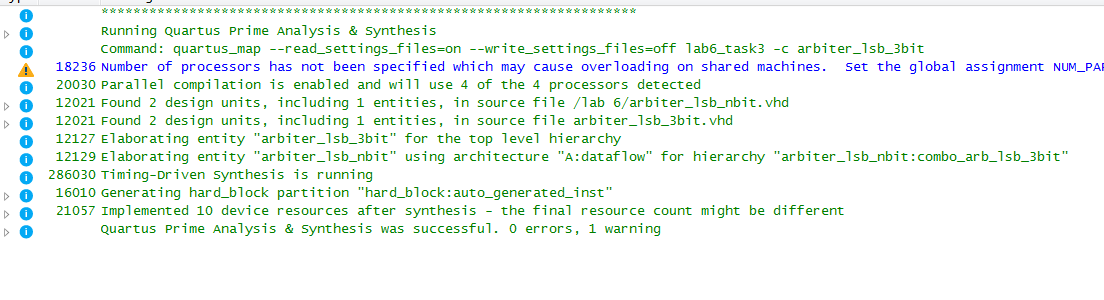 ******************************************************************
Running Quartus Prime Analysis & Synthesis
Command: quartus_map --read_settings_files=on --write_settings_files=off lab6_task3 -c arbiter_lsb_3bit
18236 Number of processors has not been specified which may cause overloading on shared machines.  Set the global assignment
20030 Parallel compilation is enabled and will use 4 of the 4 processors detected
12021 Found 2 design units, including 1 entities, in source file /lab 6/arbiter_lsb_nbit.vhd
12021 Found 2 design units, including 1 entities, in source file arbiter_lsb_3bit.vhd
12127 Elaborating entity "arbiter_lsb_3bit" for the top level hierarchy
12129 Elaborating entity "arbiter_lsb_nbit" using architecture "A:dataflow" for hierarchy "arbiter_lsb_nbit:combo_arb_lsb_3bit"
286030 Timing-Driven Synthesis is running
16010 Generating hard_block partition "hard_block:auto_generated_inst"
21057 Implemented 10 device resources after synthesis - the final resource count might be different
Quartus Prime Analysis & Synthesis was successful. 0 errors, 1 warning